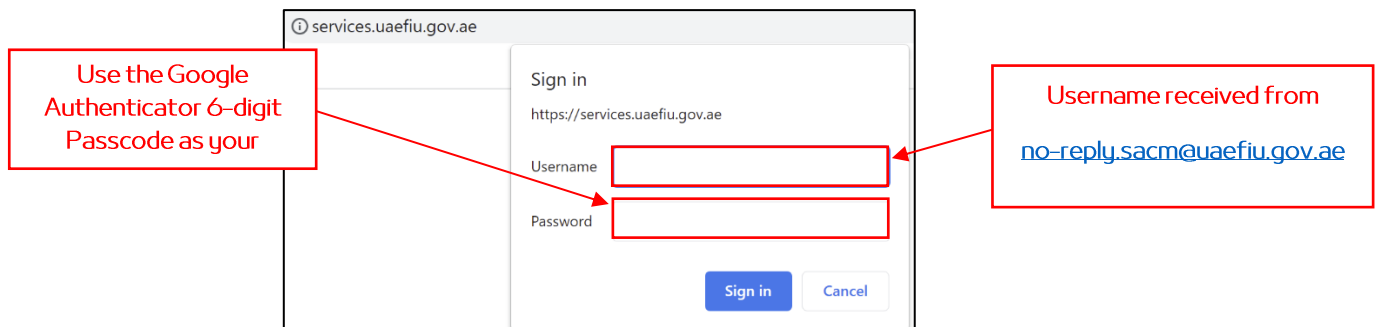 services.uaefiu.gov.ae
Use the Google
Authenticator 6-digit
Passcode as your
Sign in
https://services.uaefiu.gov.ae
Username
Password
Sign in
Cancel
Username received from
no-reply.sacm@uaefiu.gov.ae